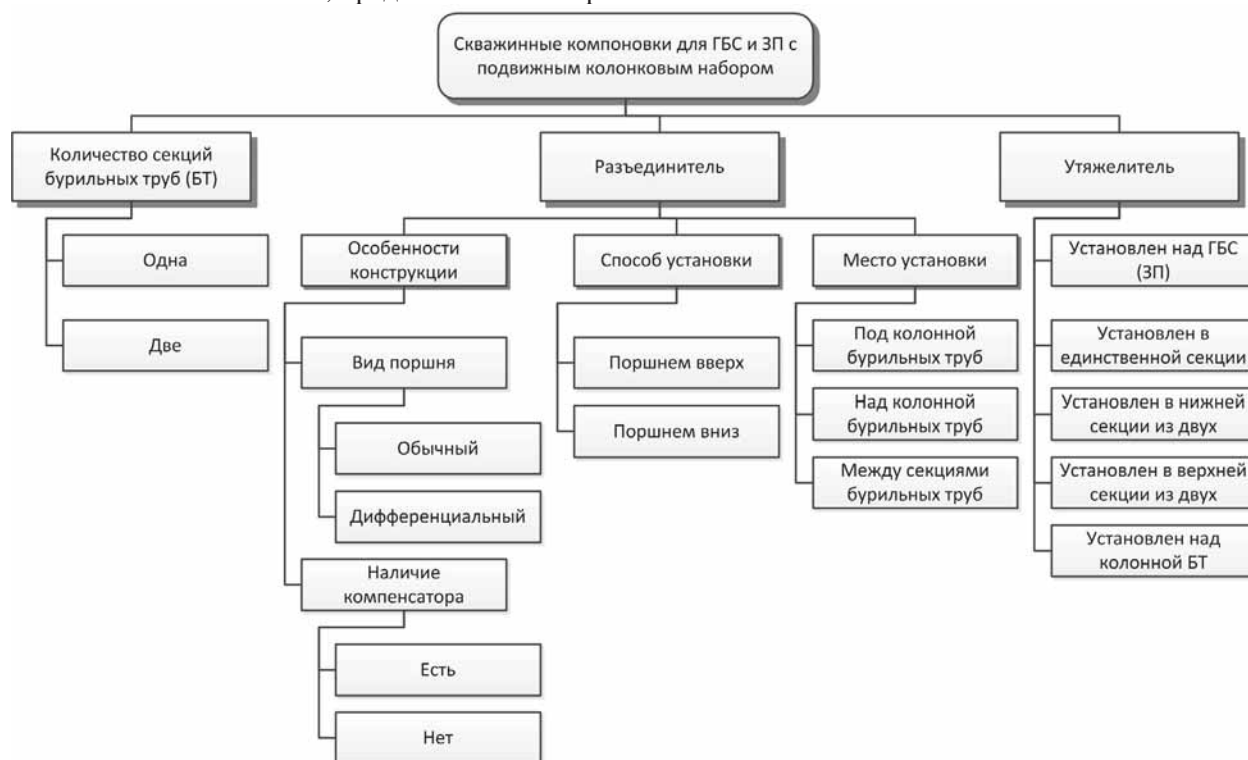 Скважинные компоновки для ГБС и ЗП с
подвижным колонковым набором
Количество секций
бурильных труб (БТ)
Одна
Две
Разъединитель
Особенности
конструкции
Вид поршня
Обычный
Дифференциальный
Наличие
компенсатора
Есть
Нет
Способ установки
Поршнем вверх
Поршнем вниз
Место установки
Под колонной
бурильных труб
Над колонной
бурильных труб
Между секциями
бурильных труб
Утяжелитель
Установлен над ГБС
(ЗП)
Установлен в
единственной секции
Установлен в нижней
секции из двух
Установлен в верхней
секции из двух
Установлен над
колонной БТ